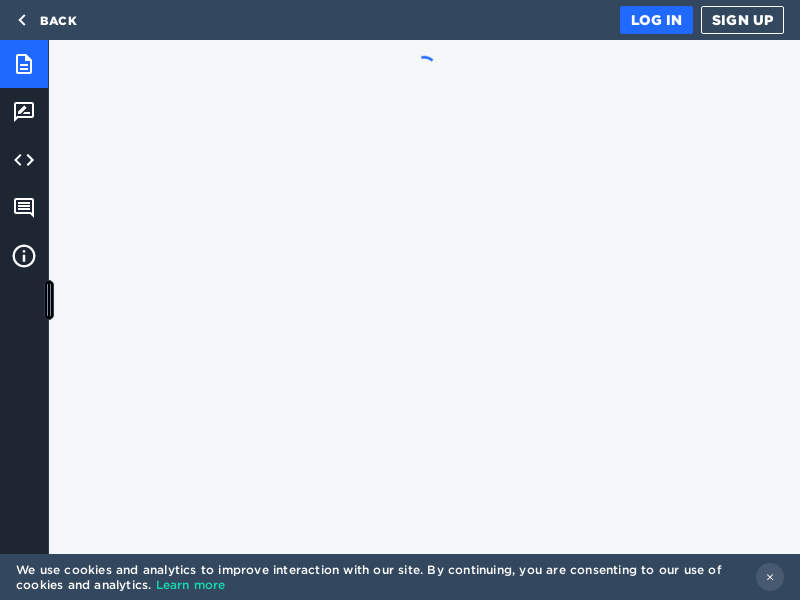 BACK
LOG IN
SIGN UP
We use cookies and analytics to improve interaction with our site. By continuing, you are consenting to our use of
cookies and analytics. Learn more